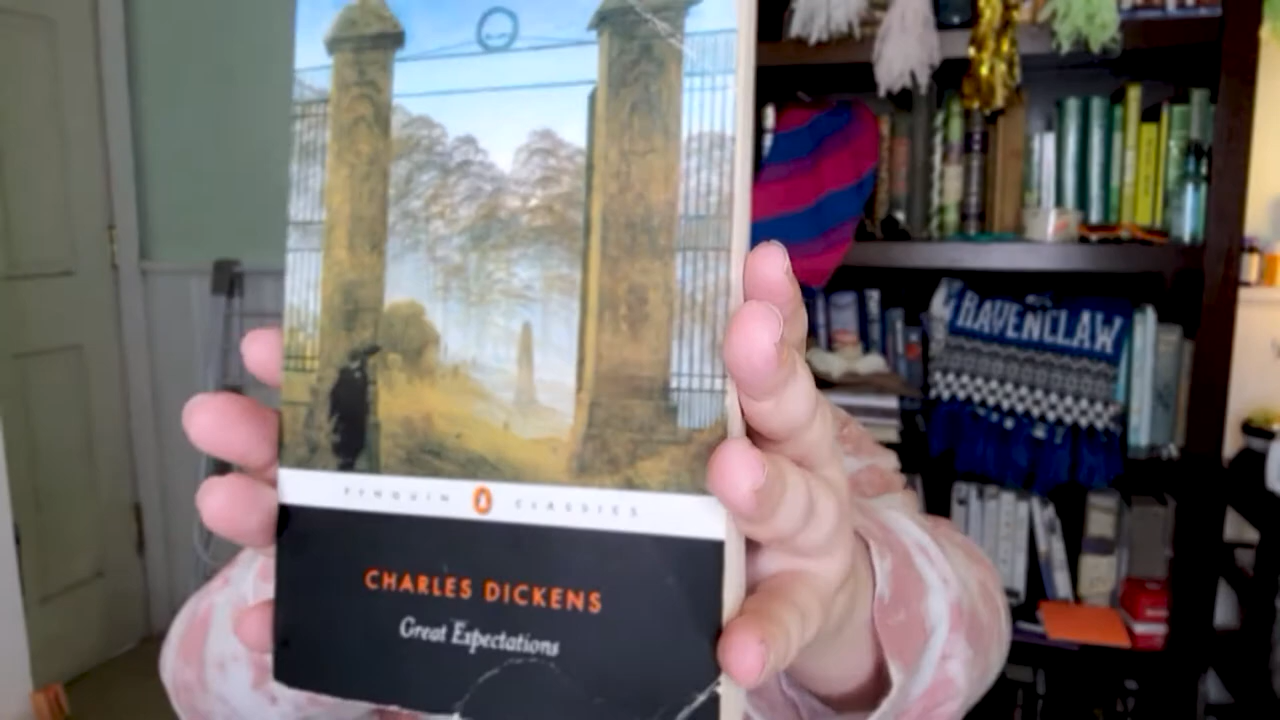 PENGUIN CLASSICS
CHARLES DICKENS
Great Expectations
RAVENCLAW